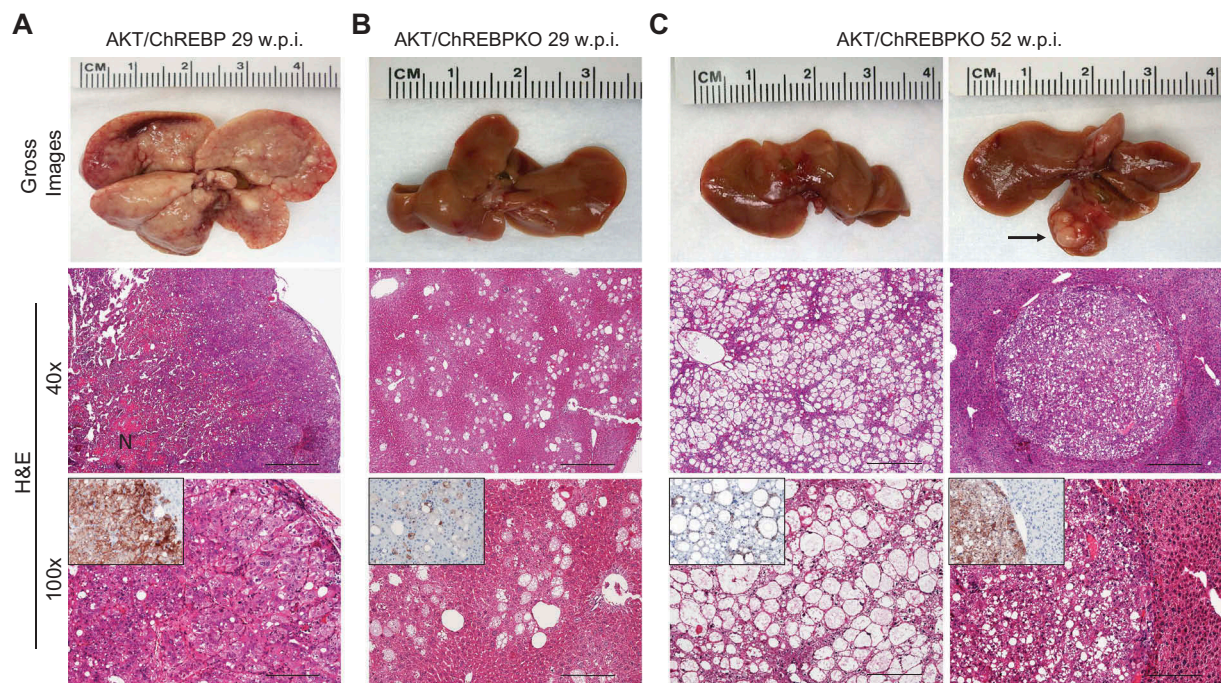 A
B
C
AKT/ChREBP 29 w.p.i.
AKT/ChREBPKO 29 w.p.i.
AKT/ChREBPKO 52 w.p.i.
CM 1 2 3 4
CM 1 2 3
CM 1 2 3 4
CM 1 2 3 4
Gross
Images
H&E
40x
N
100x